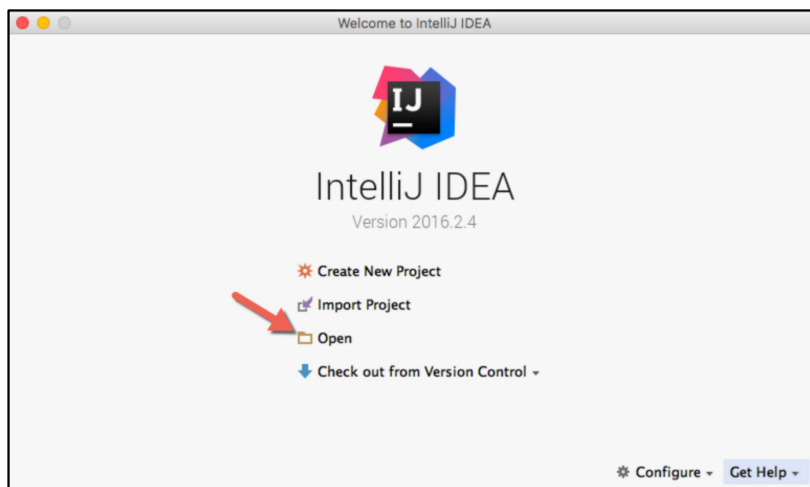 Welcome to IntelliJ IDEA
IJ
IntelliJ IDEA
Version 2016.2.4
Create New Project
Import Project
Open
Check out from Version Control
Configure
Get Help